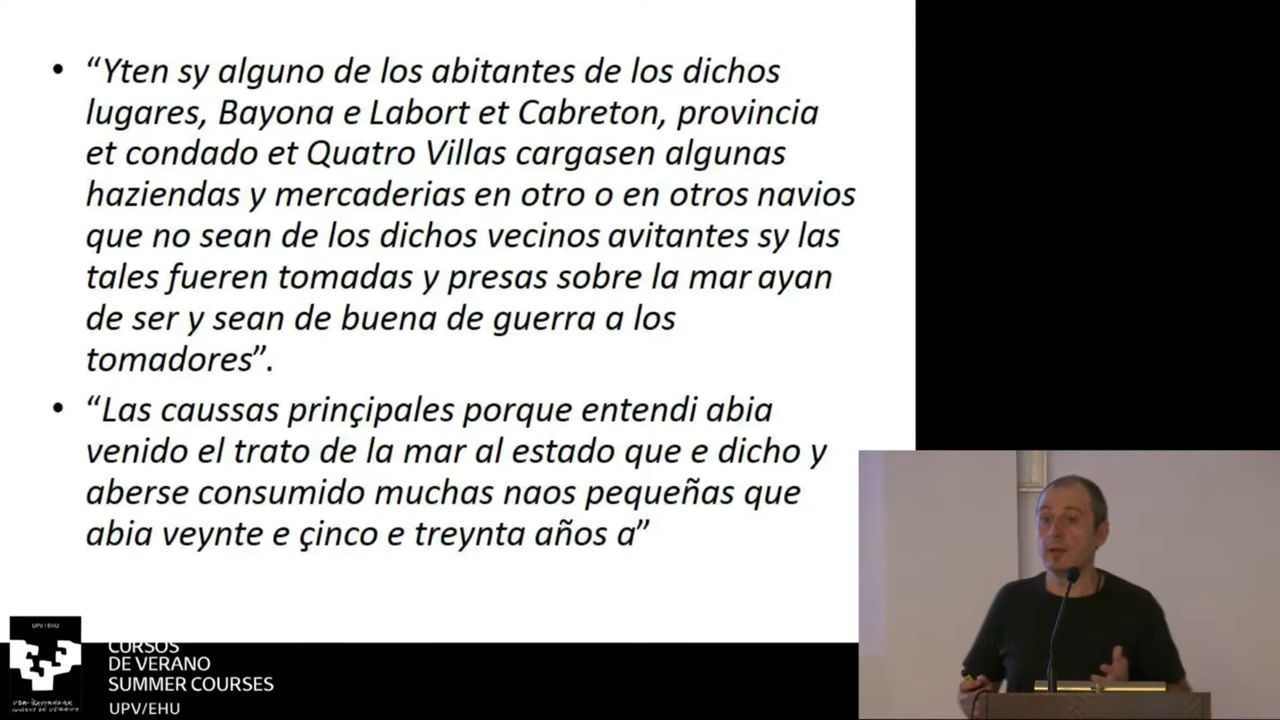 • “Yten sy alguno de los abitantes de los dichos
lugares, Bayona e Labort et Cabreton, provincia
et condado et Quatro Villas cargasen algunas
haziendas y mercaderias en otro o en otros navios
que no sean de los dichos vecinos avitantes sy las
tales fueren tomadas y presas sobre la mar ayan
de ser y sean de buena de guerra a los
tomadores”.
• “Las caussas prinçipales porque entendi abia
venido el trato de la mar al estado que e dicho y
aberse consumido muchas naos pequeñas que
abia veynte e çinco e treynta años a”
UPV / EHU
CURSOS
DE VERANO
SUMMER COURSES
UPV/EHU